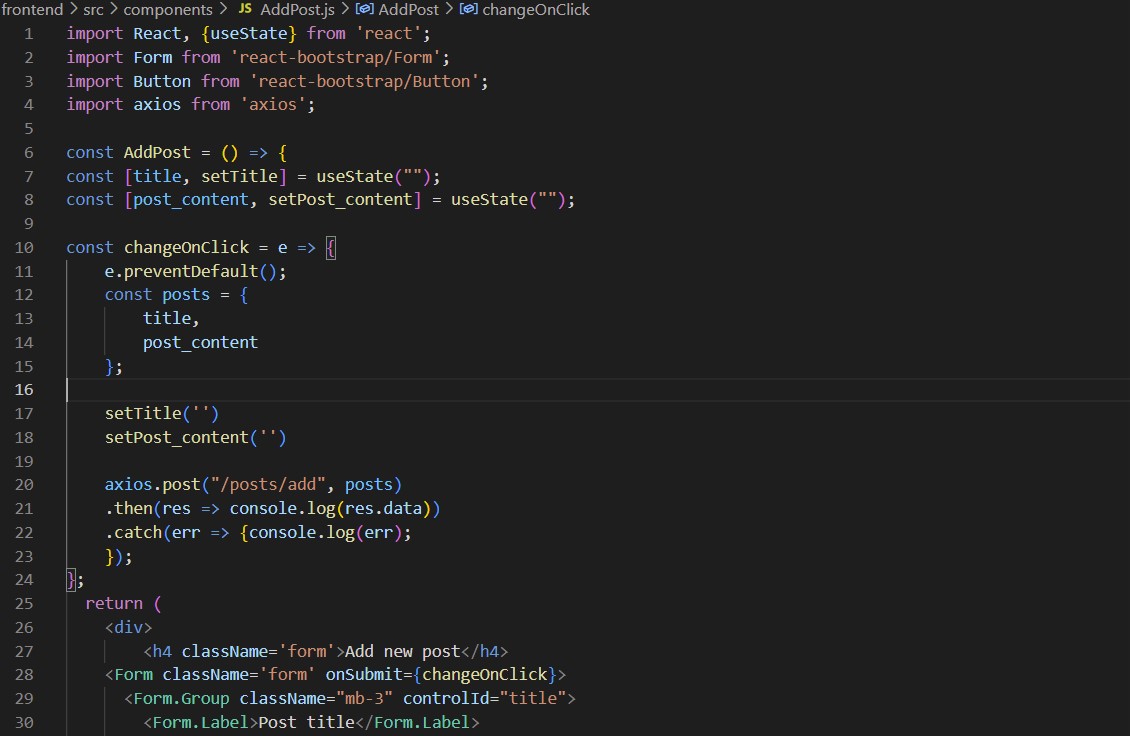 frontend > src > components > JS AddPost.js > AddPost > changeOnClick
1 import React, {useState} from 'react';
2 import Form from 'react-bootstrap/Form';
3 import Button from 'react-bootstrap/Button';
4 import axios from 'axios';
5
6 const AddPost = () => {
7 const [title, setTitle] = useState("");
8 const [post_content, setPost_content] = useState("");
9
10 const changeOnClick = e => {
11     e.preventDefault();
12     const posts = {
13         title,
14         post_content
15     };
16
17     setTitle('')
18     setPost_content('')
19
20     axios.post("/posts/add", posts)
21     .then(res => console.log(res.data))
22     .catch(err => {console.log(err);
23     });
24 };
25   return (
26     <div>
27         <h4 className='form'>Add new post</h4>
28     <Form className='form' onSubmit={changeOnClick}>
29       <Form.Group className="mb-3" controlId="title">
30         <Form.Label>Post title</Form.Label>